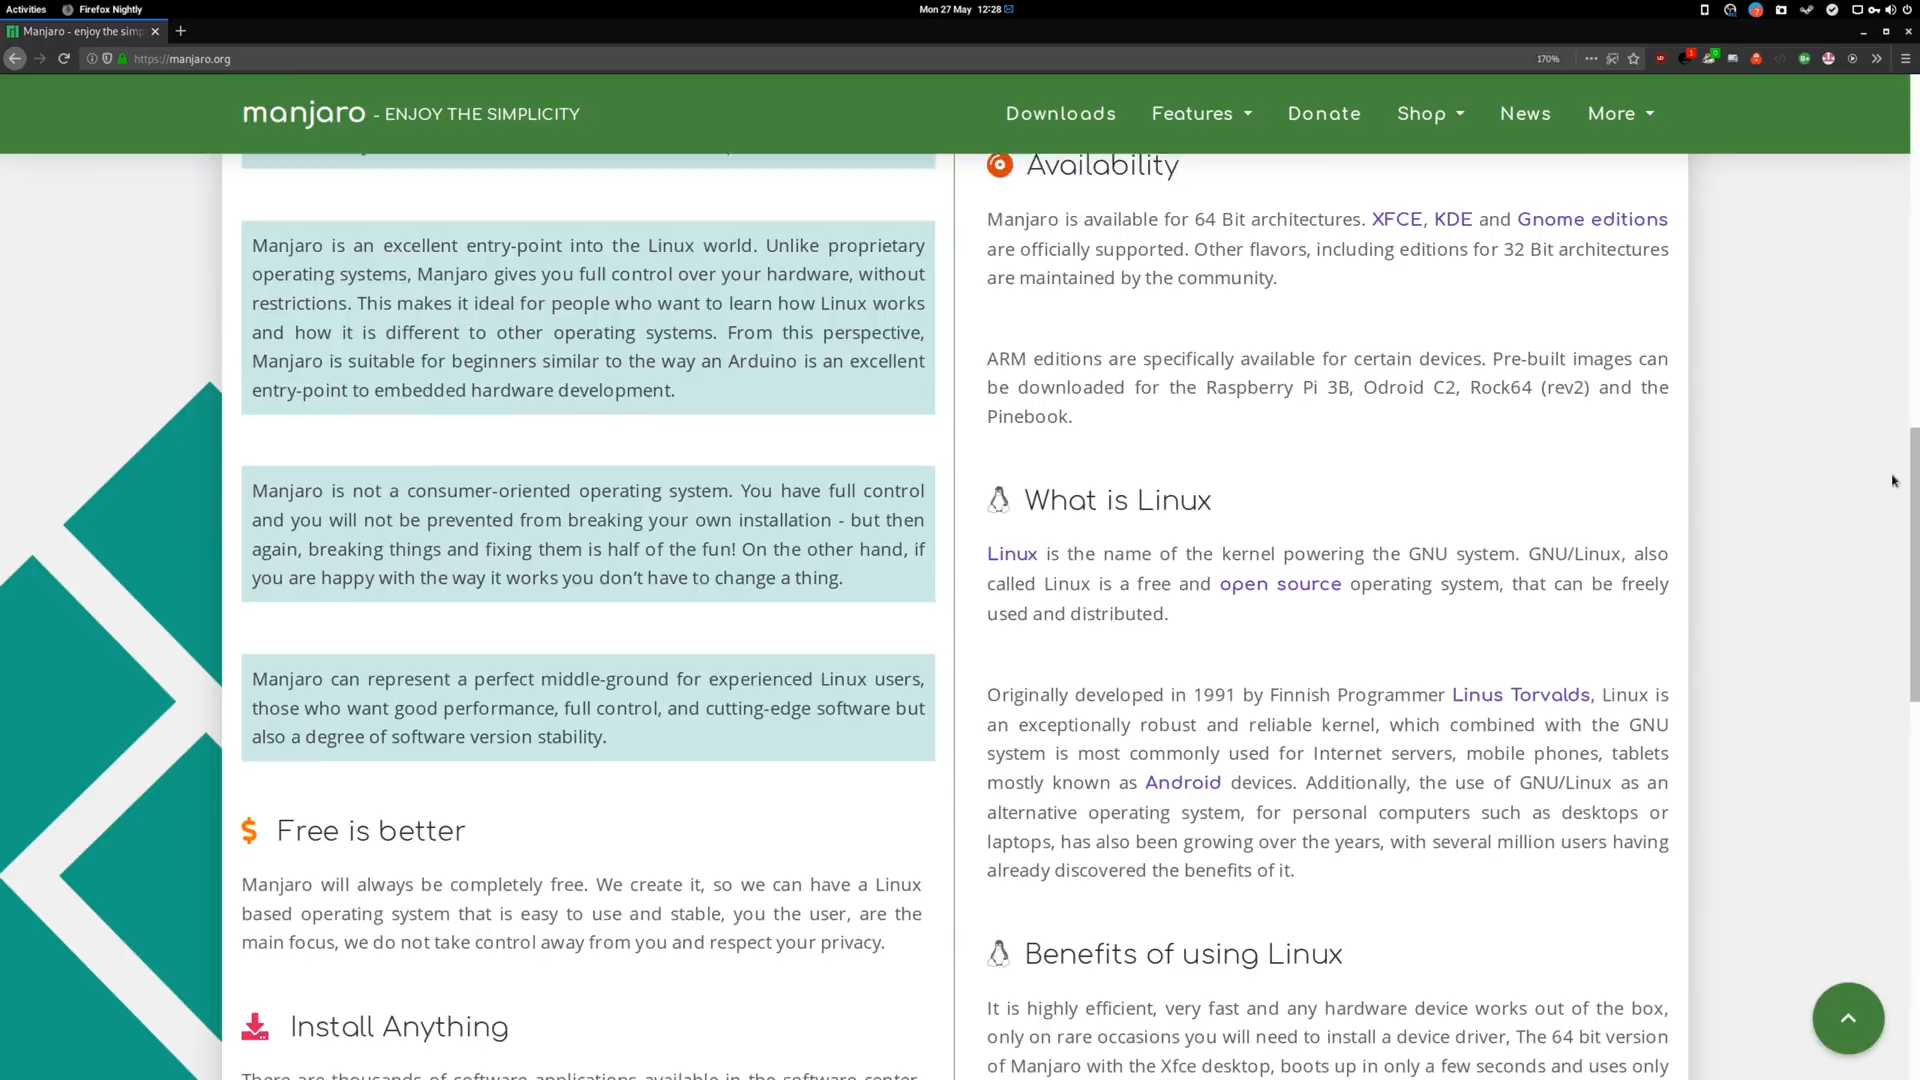 Activities Firefox Nightly Mon 27 May 12:28
Manjaro - enjoy the simp
https://manjaro.org 170%
manjaro - ENJOY THE SIMPLICITY
Downloads Features Donate Shop News More
Manjaro is an excellent entry-point into the Linux world. Unlike proprietary
operating systems, Manjaro gives you full control over your hardware, without
restrictions. This makes it ideal for people who want to learn how Linux works
and how it is different to other operating systems. From this perspective,
Manjaro is suitable for beginners similar to the way an Arduino is an excellent
entry-point to embedded hardware development.
Manjaro is not a consumer-oriented operating system. You have full control
and you will not be prevented from breaking your own installation - but then
again, breaking things and fixing them is half of the fun! On the other hand, if
you are happy with the way it works you don’t have to change a thing.
Manjaro can represent a perfect middle-ground for experienced Linux users,
those who want good performance, full control, and cutting-edge software but
also a degree of software version stability.
Free is better
Manjaro will always be completely free. We create it, so we can have a Linux
based operating system that is easy to use and stable, you the user, are the
main focus, we do not take control away from you and respect your privacy.
Install Anything
There are thousands of software applications available in the software center,
Availability
Manjaro is available for 64 Bit architectures. XFCE, KDE and Gnome editions
are officially supported. Other flavors, including editions for 32 Bit architectures
are maintained by the community.
ARM editions are specifically available for certain devices. Pre-built images can
be downloaded for the Raspberry Pi 3B, Odroid C2, Rock64 (rev2) and the
Pinebook.
What is Linux
Linux is the name of the kernel powering the GNU system. GNU/Linux, also
called Linux is a free and open source operating system, that can be freely
used and distributed.
Originally developed in 1991 by Finnish Programmer Linus Torvalds, Linux is
an exceptionally robust and reliable kernel, which combined with the GNU
system is most commonly used for Internet servers, mobile phones, tablets
mostly known as Android devices. Additionally, the use of GNU/Linux as an
alternative operating system, for personal computers such as desktops or
laptops, has also been growing over the years, with several million users having
already discovered the benefits of it.
Benefits of using Linux
It is highly efficient, very fast and any hardware device works out of the box,
only on rare occasions you will need to install a device driver, The 64 bit version
of Manjaro with the Xfce desktop, boots up in only a few seconds and uses only